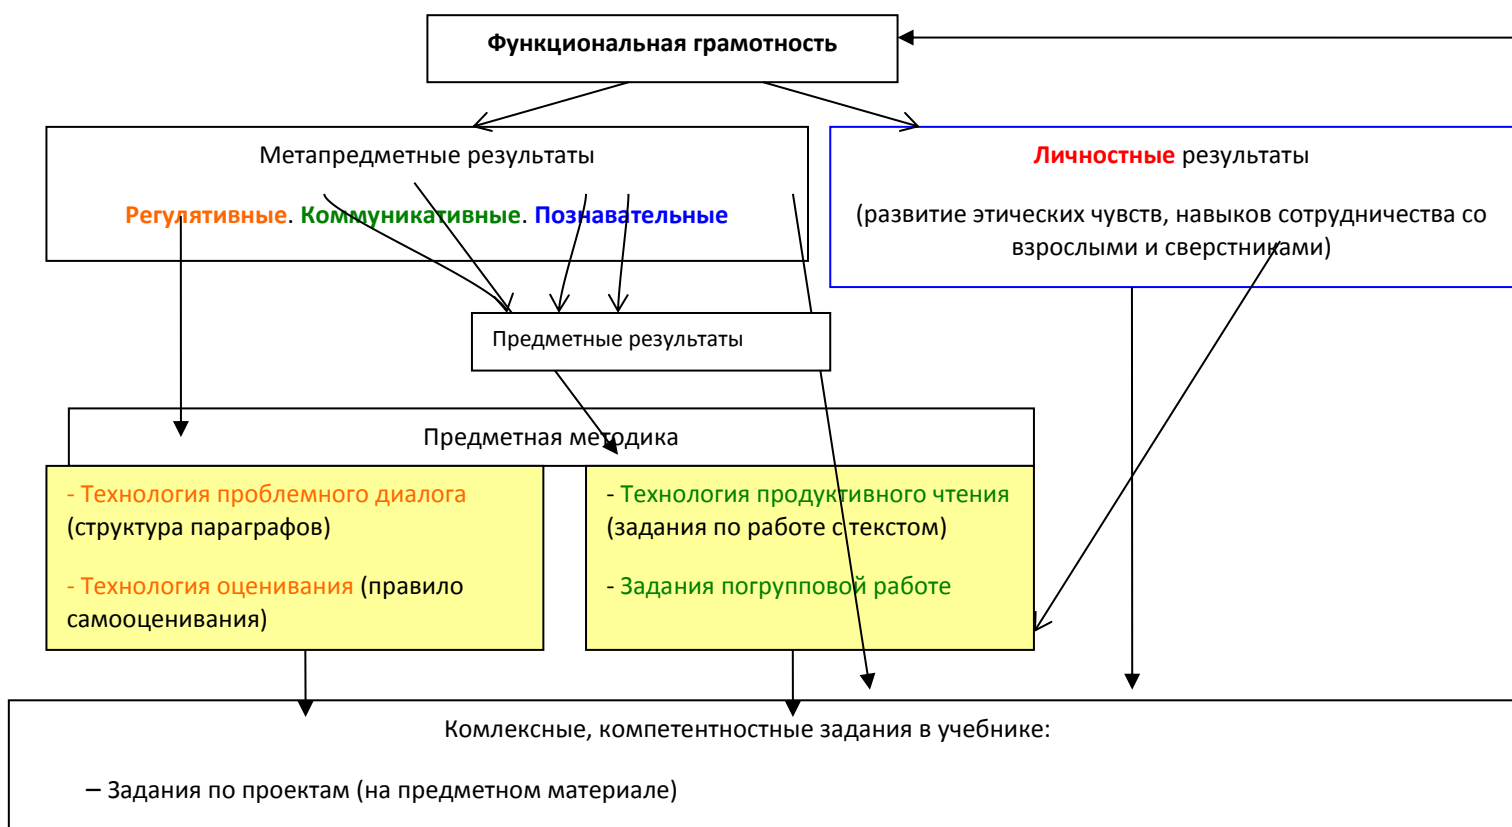 Функциональная грамотность
Метапредметные результаты
Регулятивные. Коммуникативные. Познавательные
Личностные результаты
(развитие этических чувств, навыков сотрудничества со
взрослыми и сверстниками)
Предметные результаты
Предметная методика
- Технология проблемного диалога
(структура параграфов)
- Технология оценивания (правило
самооценивания)
- Технология продуктивного чтения
(задания по работе с текстом)
- Задания погрупповой работе
Комлексные, компетентностные задания в учебнике:
– Задания по проектам (на предметном материале)